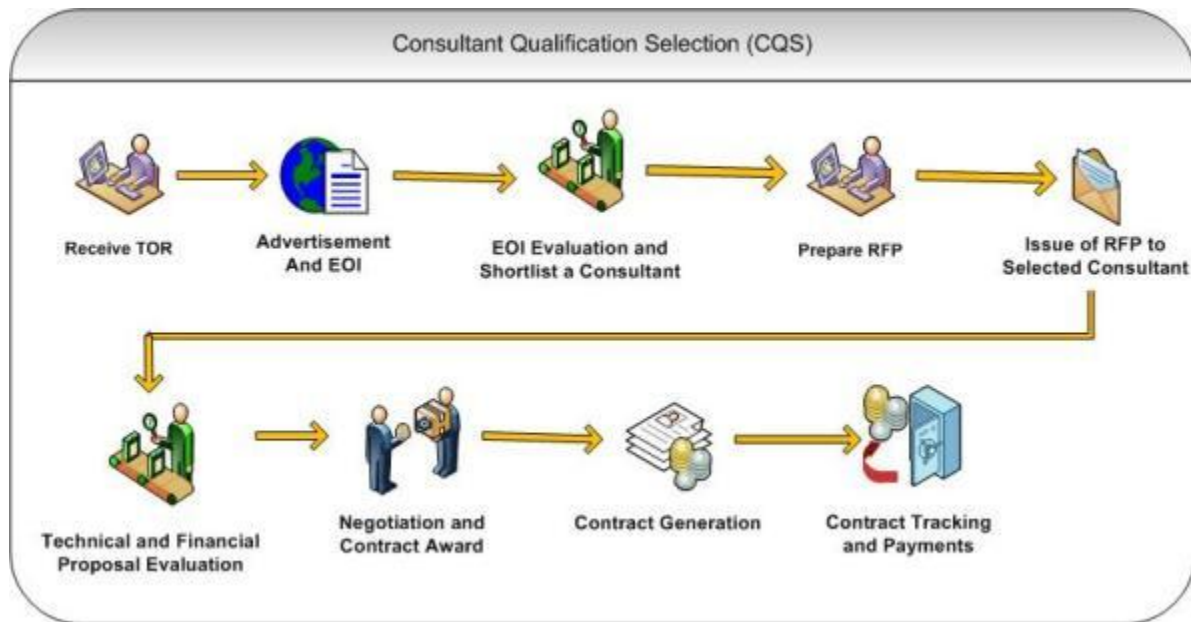 Consultant Qualification Selection (CQS)
Receive TOR
Advertisement
And EOI
EOI Evaluation and
Shortlist a Consultant
Prepare RFP
Issue of RFP to
Selected Consultant
Technical and Financial
Proposal Evaluation
Negotiation and
Contract Award
Contract Generation
Contract Tracking
and Payments